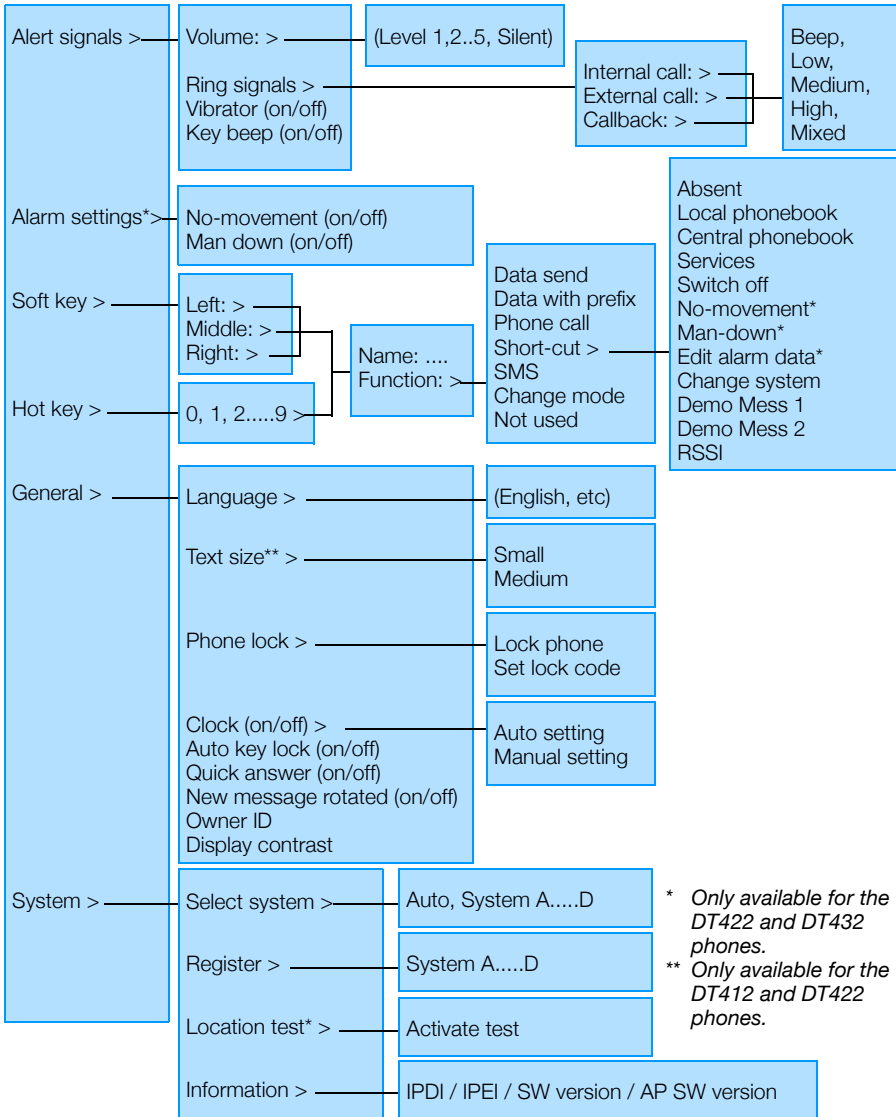 Alert signals >
Volume: >
(Level 1,2..5, Silent)
Ring signals >
Vibrator (on/off)
Key beep (on/off)
Internal call: >
External call: >
Callback: >
Beep,
Low,
Medium,
High,
Mixed
Alarm settings*>
No-movement (on/off)
Man down (on/off)
Soft key >
Left: >
Middle: >
Right: >
Hot key >
0, 1, 2.....9 >
Name: ....
Function: >
Data send
Data with prefix
Phone call
Short-cut >
SMS
Change mode
Not used
Absent
Local phonebook
Central phonebook
Services
Switch off
No-movement*
Man-down*
Edit alarm data*
Change system
Demo Mess 1
Demo Mess 2
RSSI
General >
Language >
(English, etc)
Text size** >
Small
Medium
Phone lock >
Lock phone
Set lock code
Clock (on/off) >
Auto setting
Manual setting
Auto key lock (on/off)
Quick answer (on/off)
New message rotated (on/off)
Owner ID
Display contrast
System >
Select system >
Auto, System A.....D
Register >
System A.....D
Location test* >
Activate test
Information >
IPDI / IPEI / SW version / AP SW version
* Only available for the
DT422 and DT432
phones.
** Only available for the
DT412 and DT422
phones.